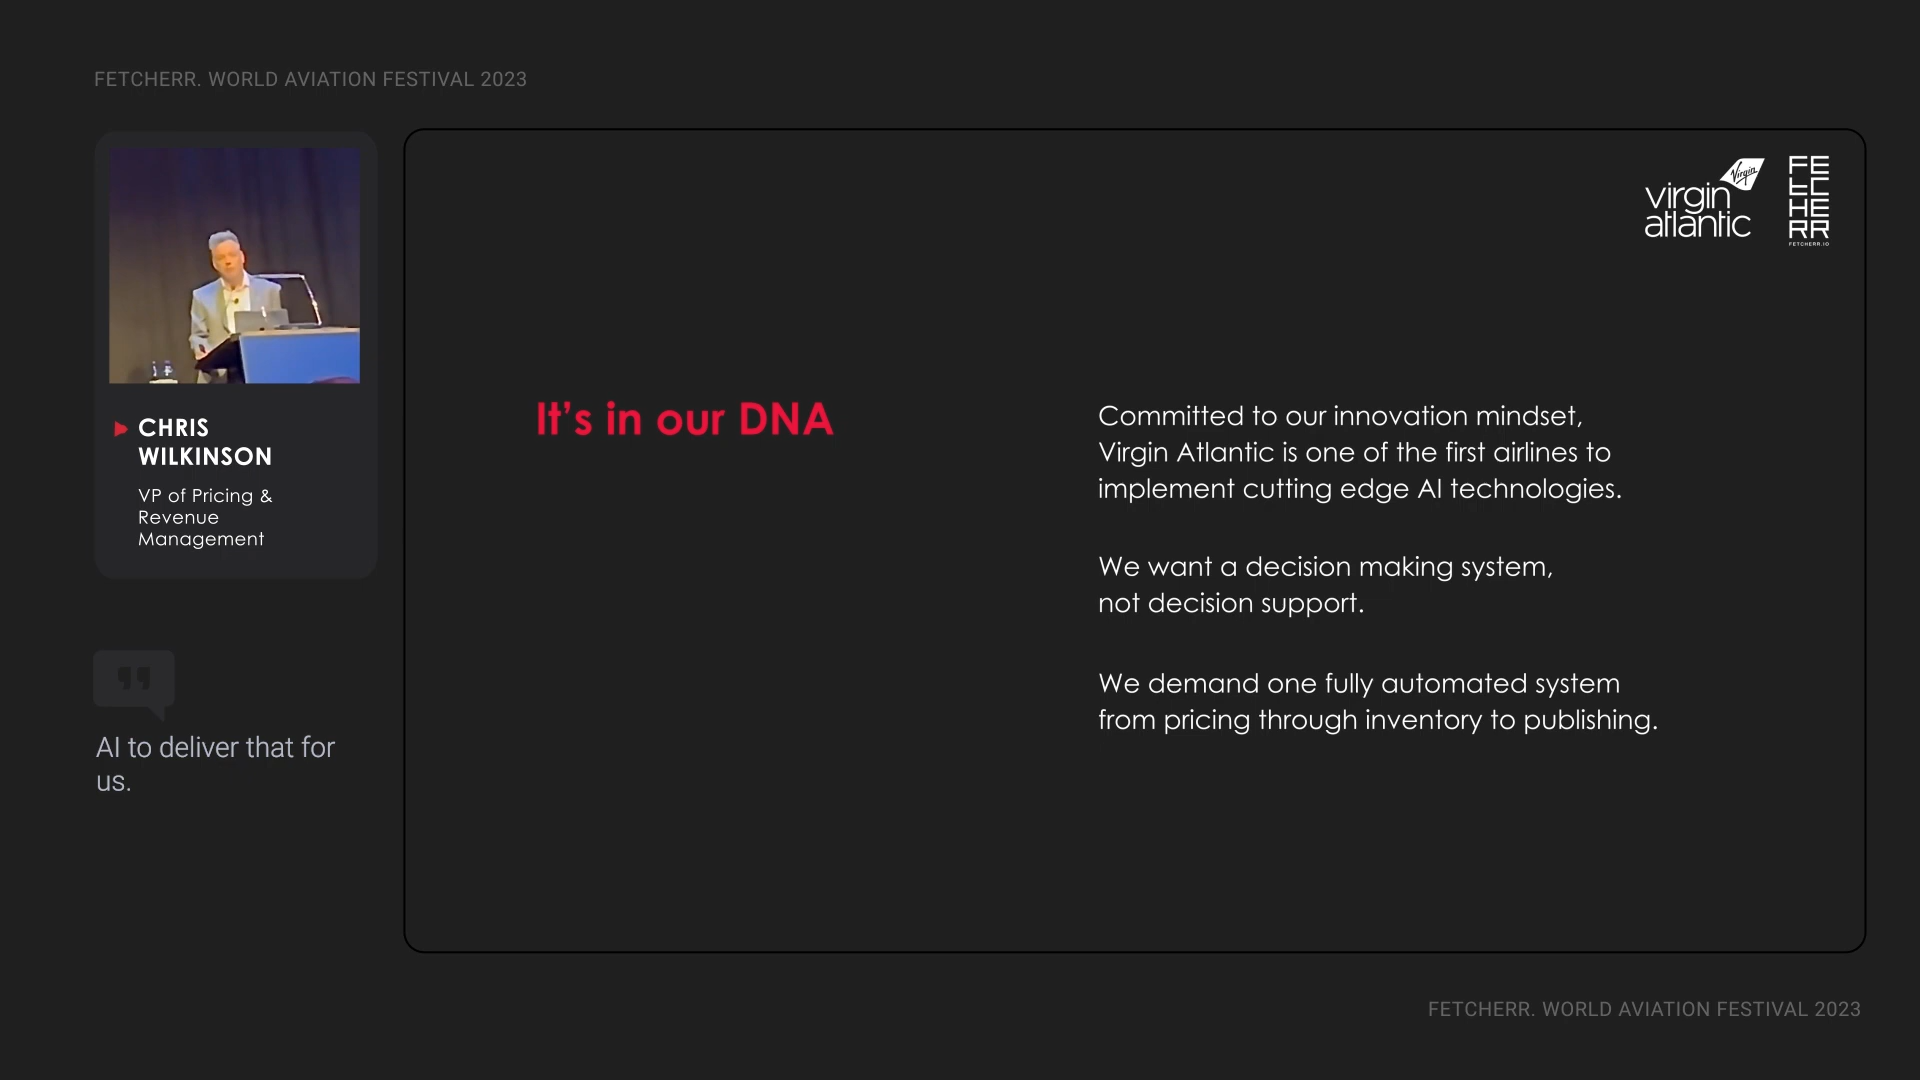 FETCHERR. WORLD AVIATION FESTIVAL 2023
CHRIS
WILKINSON
VP of Pricing &
Revenue
Management
AI to deliver that for
us.
Virgin
virgin
atlantic
FE
TC
HE
RR
FETCHERR.IO
It's in our DNA
Committed to our innovation mindset,
Virgin Atlantic is one of the first airlines to
implement cutting edge AI technologies.
We want a decision making system,
not decision support.
We demand one fully automated system
from pricing through inventory to publishing.
FETCHERR. WORLD AVIATION FESTIVAL 2023